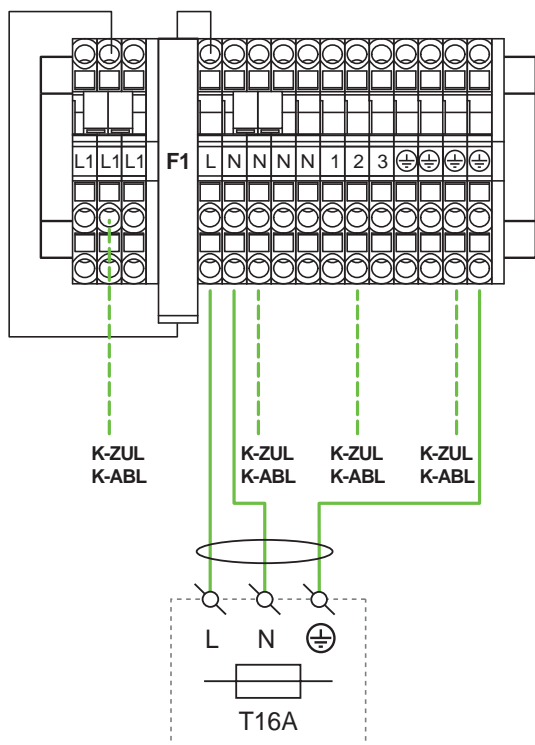 L1 L1 L1 F1 L N N N N 1 2 3
K-ZUL K-ZUL K-ZUL K-ZUL
K-ABL K-ABL K-ABL K-ABL
L N
T16A